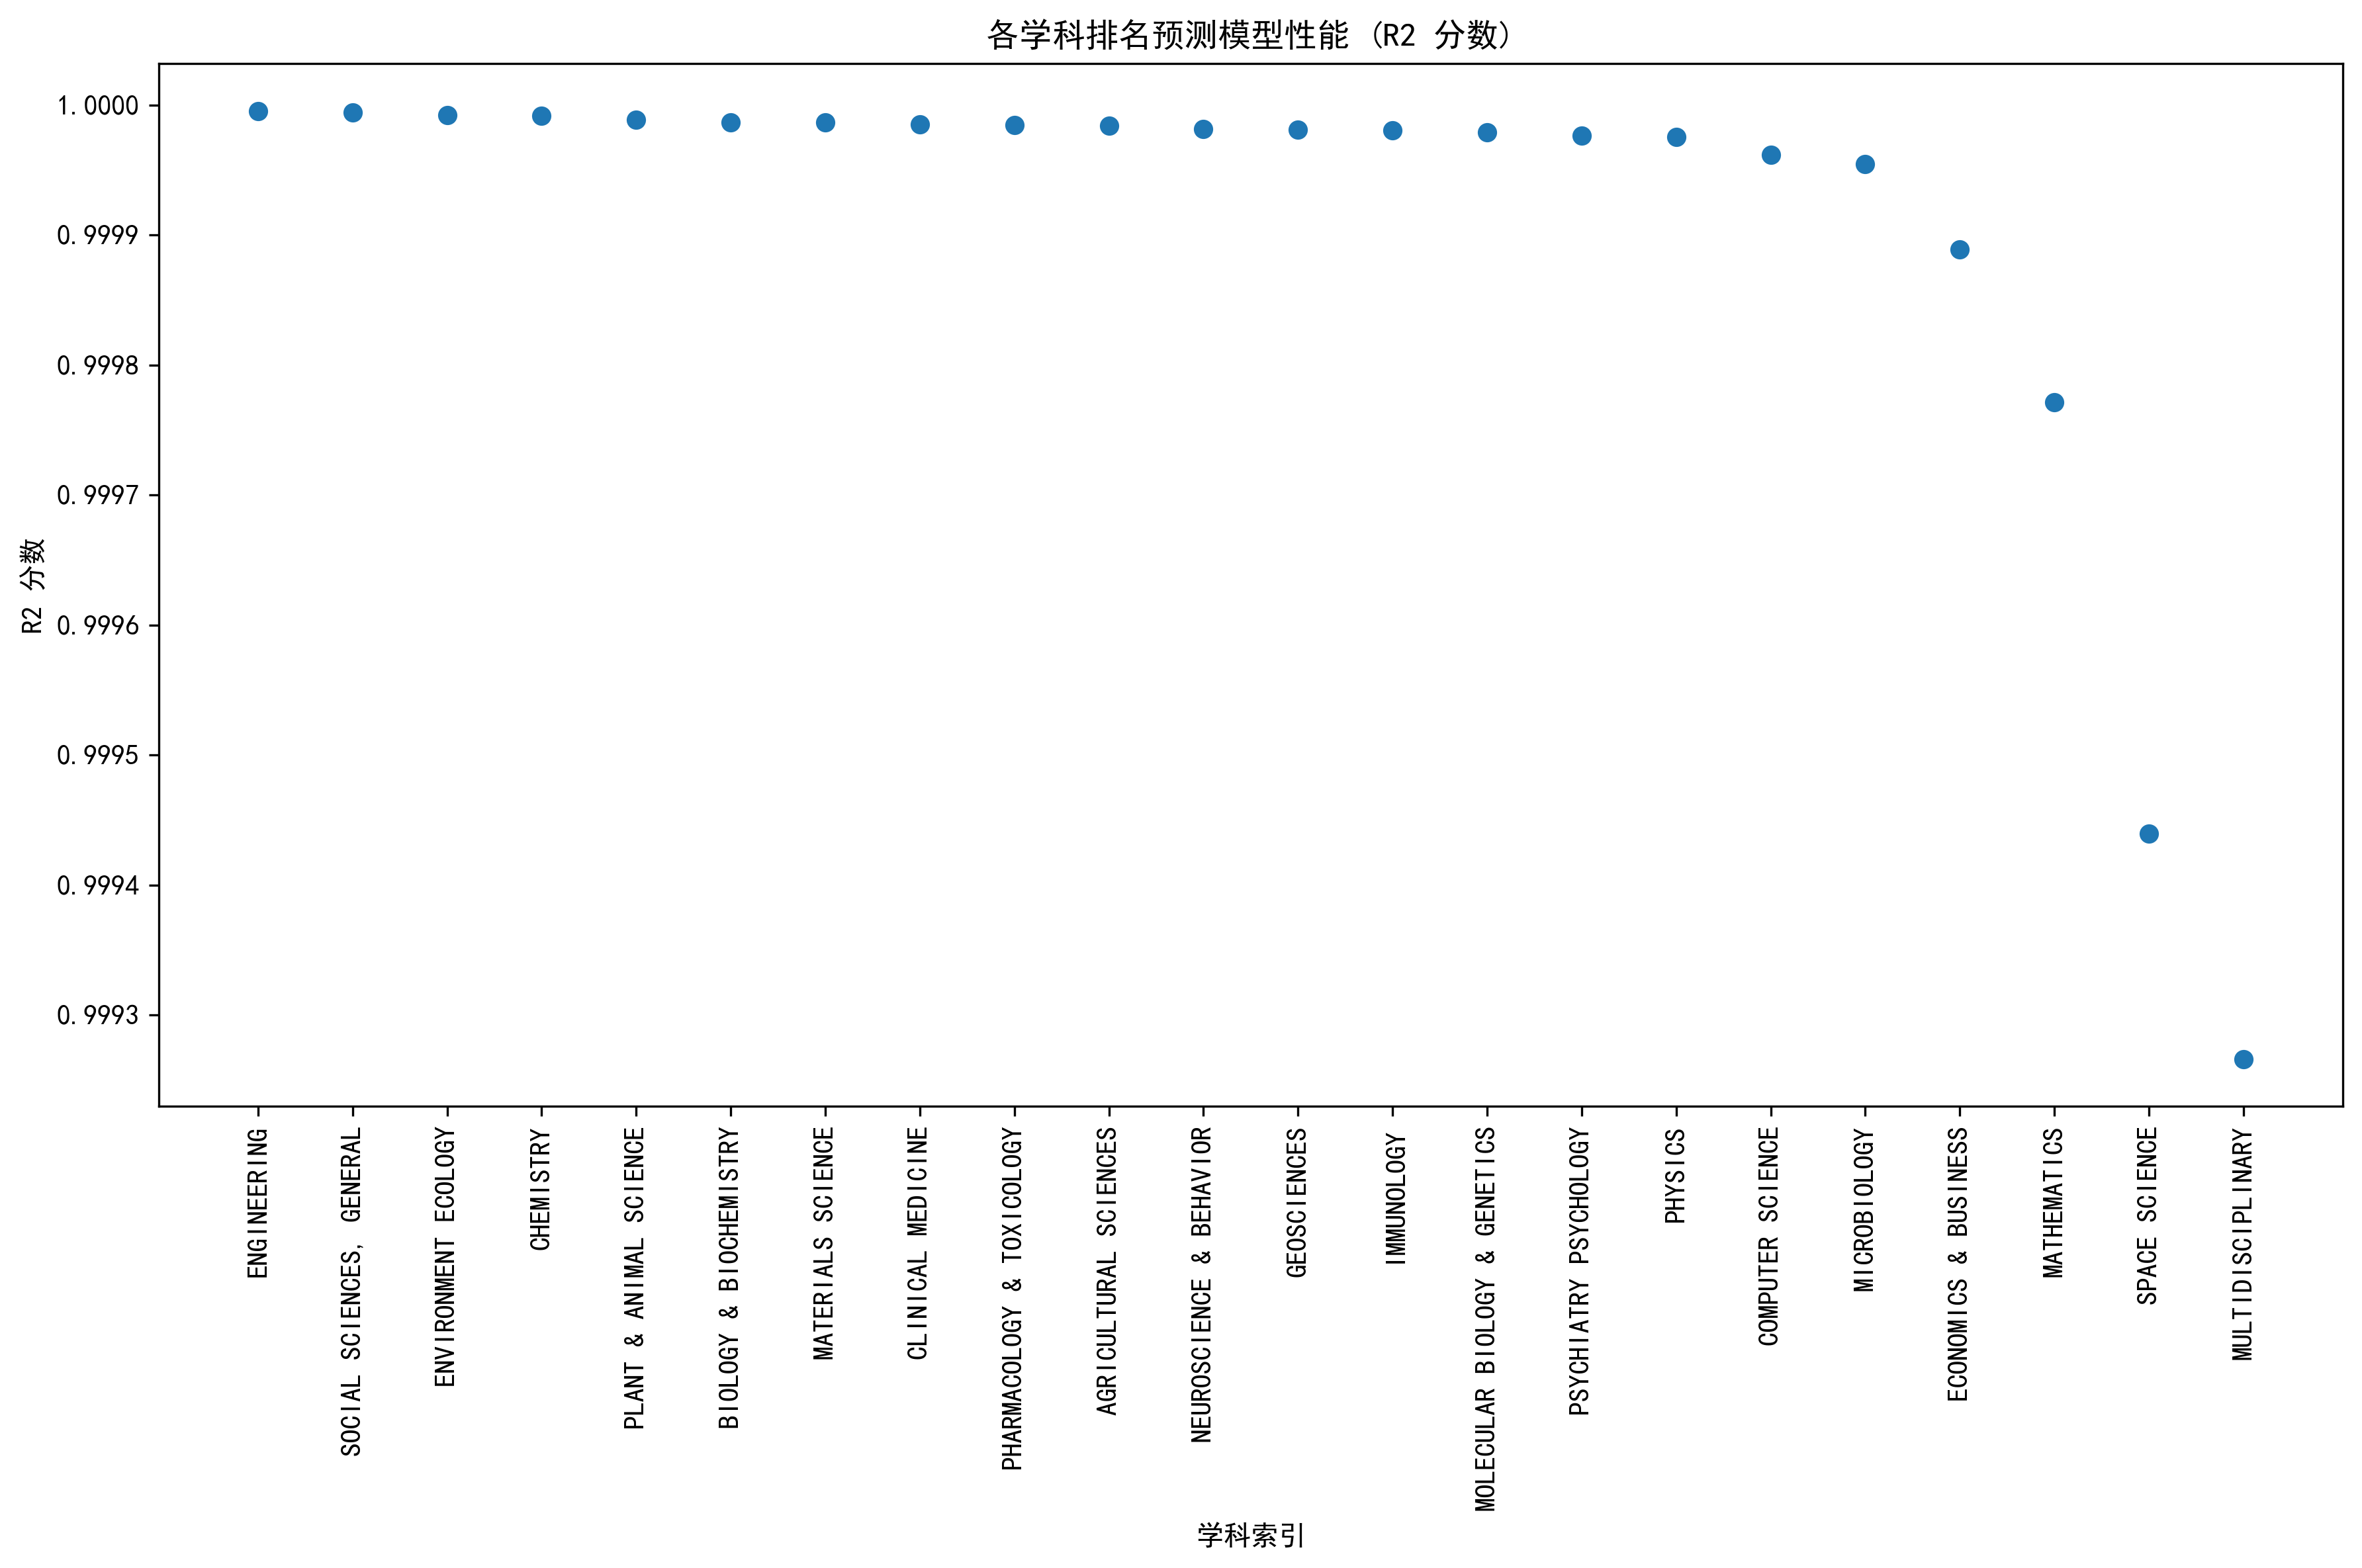 各学科排名预测模型性能 (R2 分数)
R2 分数
1.0000
0.9999
0.9998
0.9997
0.9996
0.9995
0.9994
0.9993
ENGINEERING
SOCIAL SCIENCES, GENERAL
ENVIRONMENT ECOLOGY
CHEMISTRY
PLANT & ANIMAL SCIENCE
BIOLOGY & BIOCHEMISTRY
MATERIALS SCIENCE
CLINICAL MEDICINE
PHARMACOLOGY & TOXICOLOGY
AGRICULTURAL SCIENCES
NEUROSCIENCE & BEHAVIOR
GEOSCIENCES
IMMUNOLOGY
MOLECULAR BIOLOGY & GENETICS
PSYCHIATRY PSYCHOLOGY
PHYSICS
COMPUTER SCIENCE
MICROBIOLOGY
ECONOMICS & BUSINESS
MATHEMATICS
SPACE SCIENCE
MULTIDISCIPLINARY
学科索引